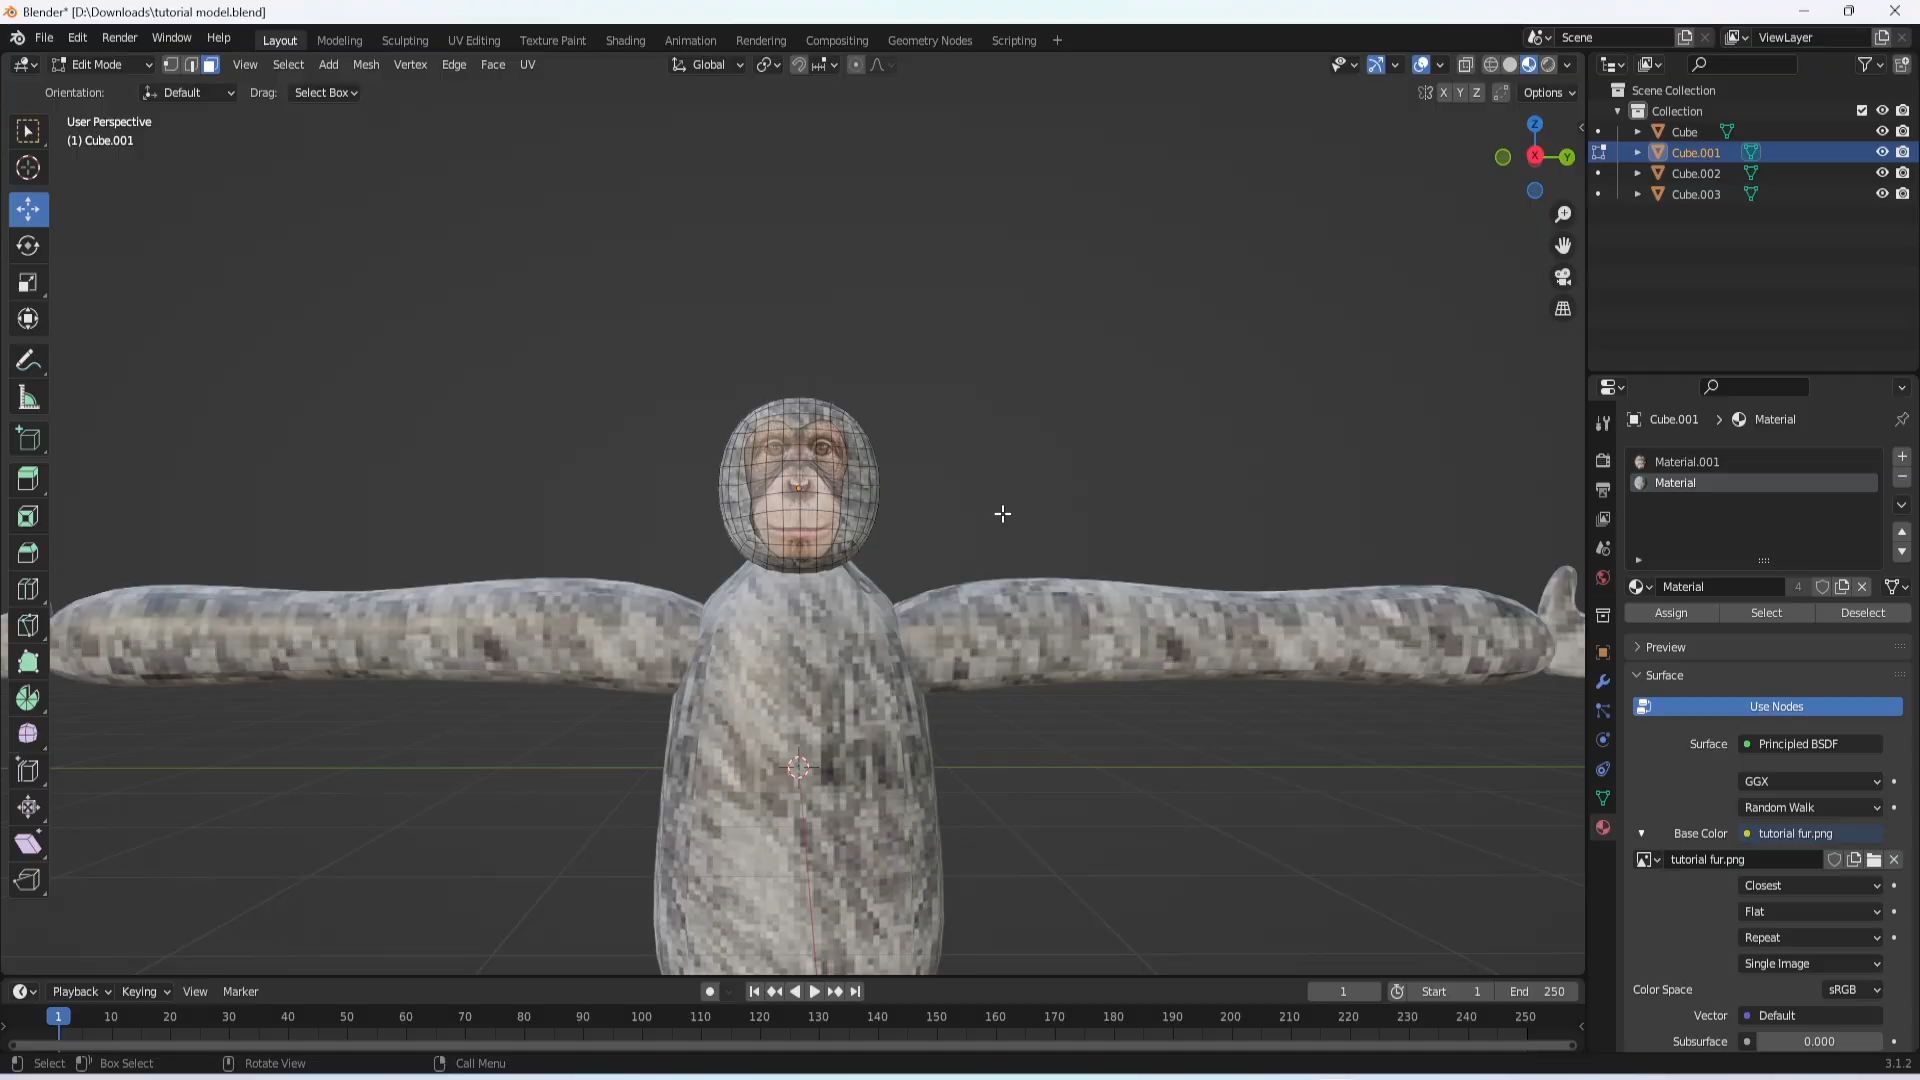 Blender* [D:\Downloads\tutorial model.blend]
File Edit Render Window Help Layout Modeling Sculpting UV Editing Texture Paint Shading Animation Rendering Compositing Geometry Nodes Scripting + Scene ViewLayer
Edit Mode View Select Add Mesh Vertex Edge Face UV Global
Orientation: Default Drag: Select Box X Y Z Options
User Perspective
(1) Cube.001
Z
X Y
Scene Collection
Collection
Cube
Cube.001
Cube.002
Cube.003
Cube.001 > Material
Material.001
Material
Material 4
Assign Select Deselect
Preview
Surface
Use Nodes
Surface Principled BSDF
GGX
Random Walk
Base Color tutorial fur.png
tutorial fur.png
Closest
Flat
Repeat
Single Image
Color Space sRGB
Vector Default
Subsurface 0.000
Playback Keying View Marker 1 Start 1 End 250
1 10 20 30 40 50 60 70 80 90 100 110 120 130 140 150 160 170 180 190 200 210 220 230 240 250
Select Box Select Rotate View Call Menu 3.1.2